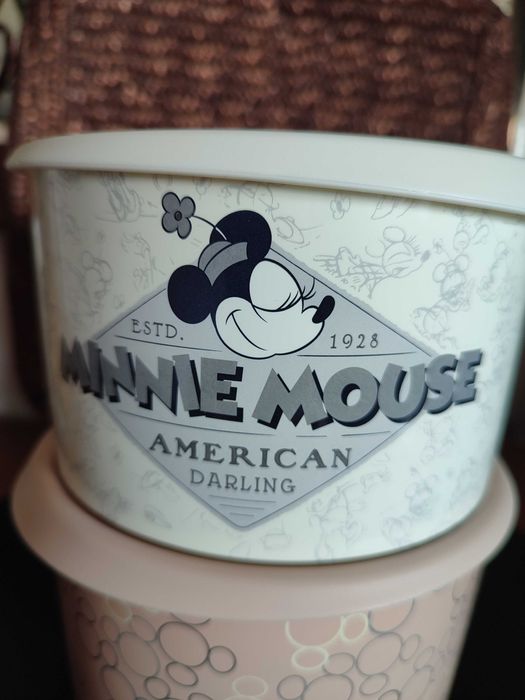 ESTD. 1928
MINNIE MOUSE
AMERICAN
DARLING